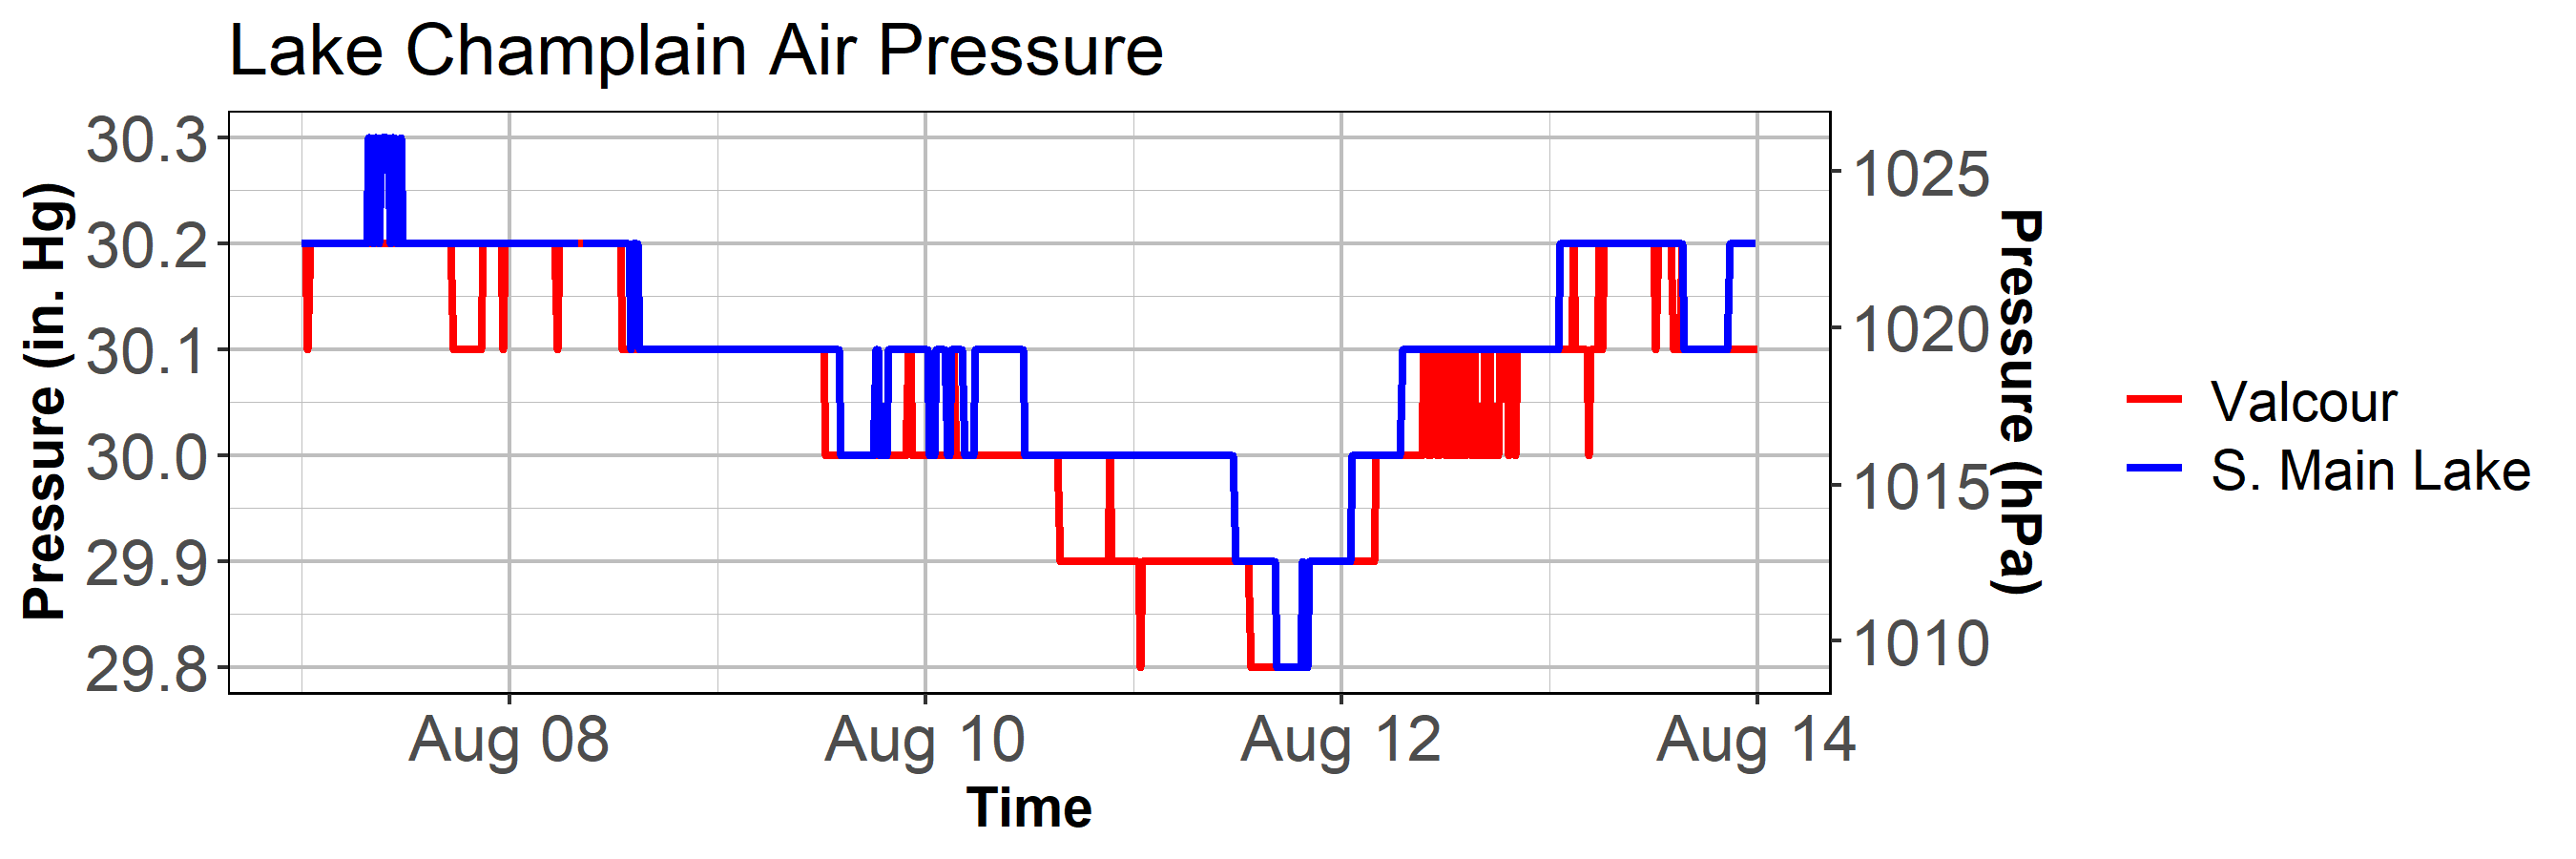 Lake Champlain Air Pressure
30.3
30.2
30.1
30.0
29.9
29.8
Pressure (in. Hg)
1025
1020
1015
1010
Pressure (hPa)
Aug 08
Aug 10
Aug 12
Aug 14
Time
Valcour
S. Main Lake